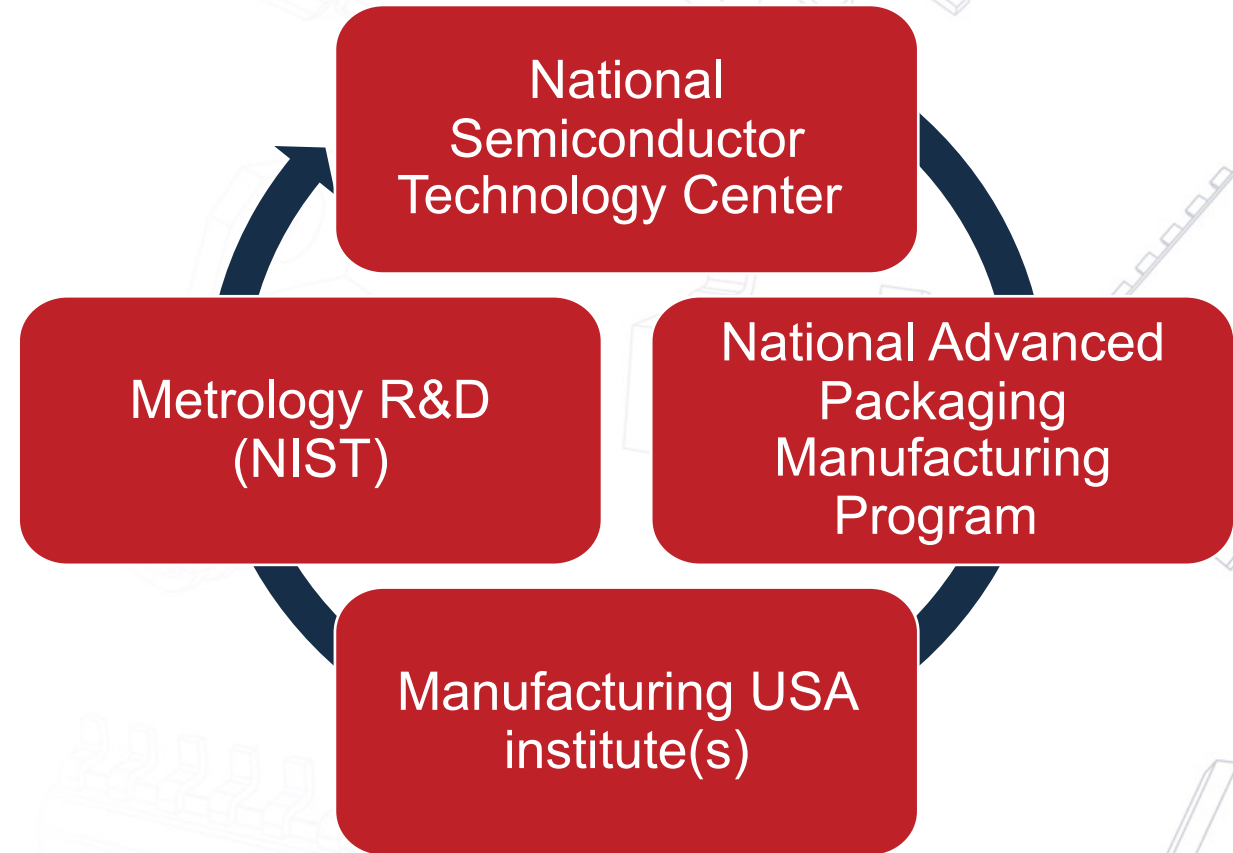 National
Semiconductor
Technology Center
Metrology R&D
(NIST)
National Advanced
Packaging
Manufacturing
Program
Manufacturing USA
institute(s)